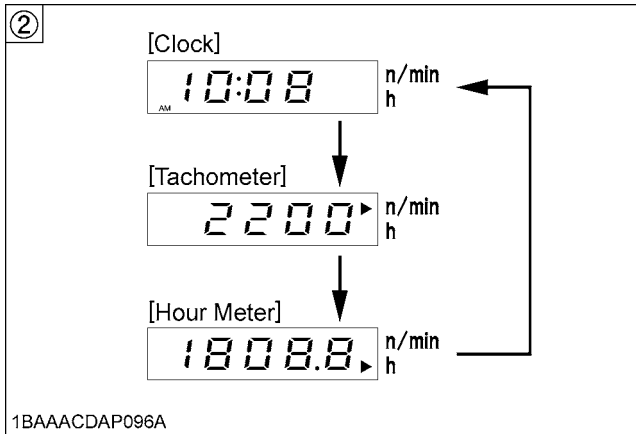 ②
[Clock]
AM 10:08 n/min
h
[Tachometer]
2200 ▶ n/min
h
[Hour Meter]
1808.8 n/min
▶ h
1BAAACDAP096A